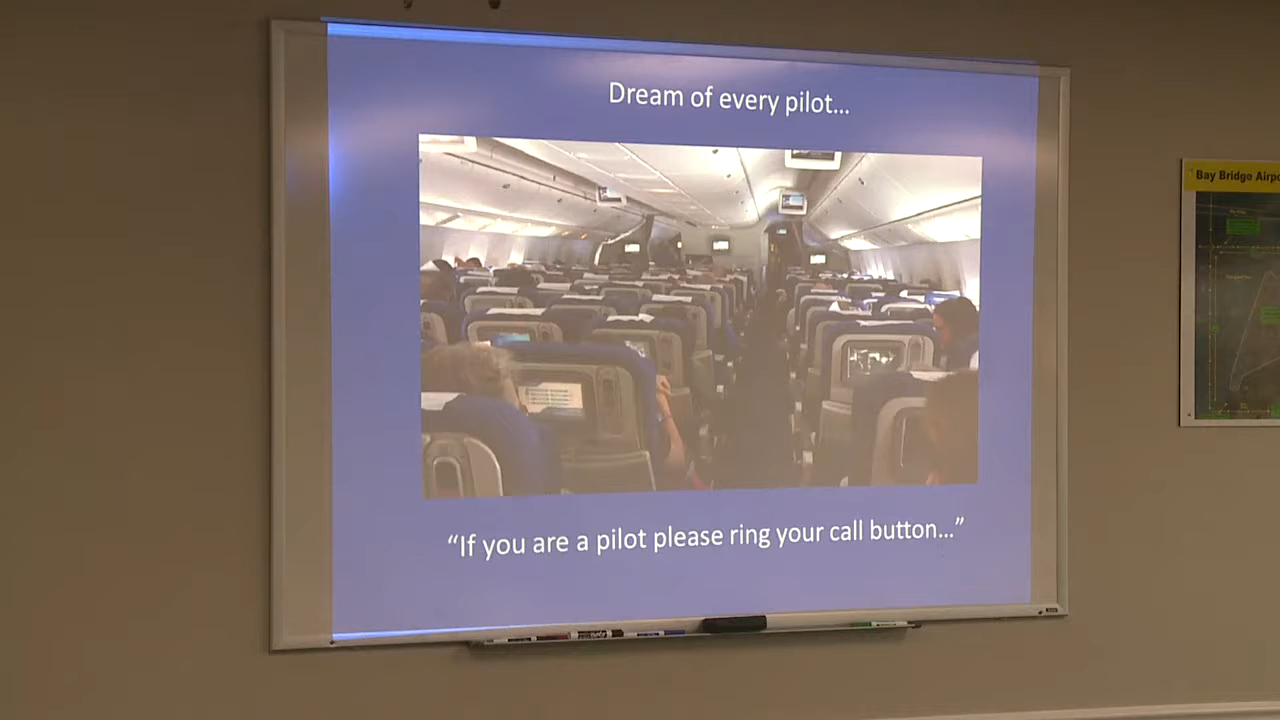 Dream of every pilot...
Bay Bridge Airpo
“If you are a pilot please ring your call button...”